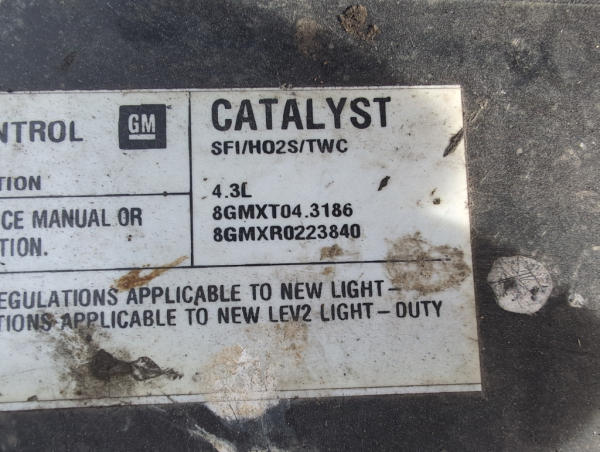 NTROL GM CATALYST
SFI/HO2S/TWC
TION
4.3L
CE MANUAL OR 8GMXT04.3186
TION. 8GMXR0223840
EGULATIONS APPLICABLE TO NEW LIGHT-
TIONS APPLICABLE TO NEW LEV2 LIGHT-DUTY